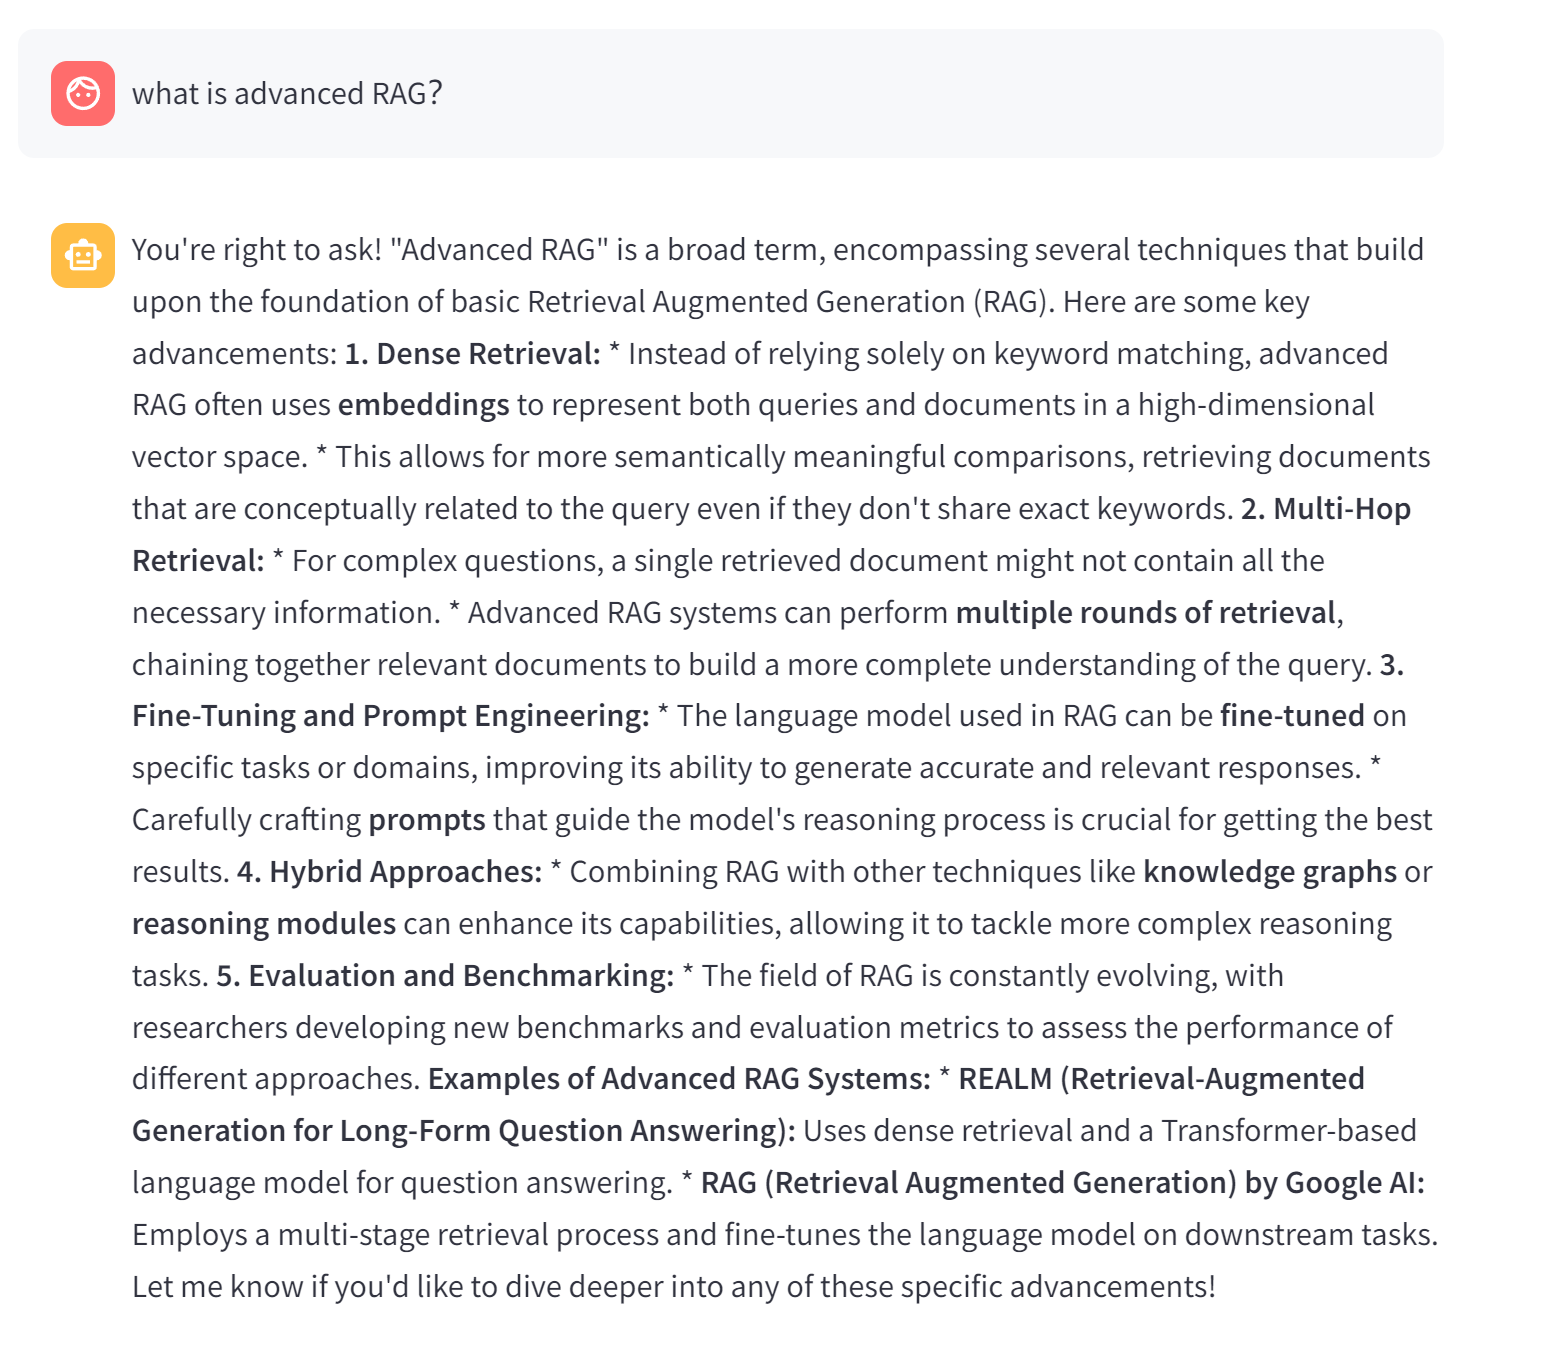 what is advanced RAG?
You're right to ask! "Advanced RAG" is a broad term, encompassing several techniques that build
upon the foundation of basic Retrieval Augmented Generation (RAG). Here are some key
advancements: 1. Dense Retrieval: * Instead of relying solely on keyword matching, advanced
RAG often uses embeddings to represent both queries and documents in a high-dimensional
vector space. * This allows for more semantically meaningful comparisons, retrieving documents
that are conceptually related to the query even if they don't share exact keywords. 2. Multi-Hop
Retrieval: * For complex questions, a single retrieved document might not contain all the
necessary information. * Advanced RAG systems can perform multiple rounds of retrieval,
chaining together relevant documents to build a more complete understanding of the query. 3.
Fine-Tuning and Prompt Engineering: * The language model used in RAG can be fine-tuned on
specific tasks or domains, improving its ability to generate accurate and relevant responses. *
Carefully crafting prompts that guide the model's reasoning process is crucial for getting the best
results. 4. Hybrid Approaches: * Combining RAG with other techniques like knowledge graphs or
reasoning modules can enhance its capabilities, allowing it to tackle more complex reasoning
tasks. 5. Evaluation and Benchmarking: * The field of RAG is constantly evolving, with
researchers developing new benchmarks and evaluation metrics to assess the performance of
different approaches. Examples of Advanced RAG Systems: * REALM (Retrieval-Augmented
Generation for Long-Form Question Answering): Uses dense retrieval and a Transformer-based
language model for question answering. * RAG (Retrieval Augmented Generation) by Google AI:
Employs a multi-stage retrieval process and fine-tunes the language model on downstream tasks.
Let me know if you'd like to dive deeper into any of these specific advancements!